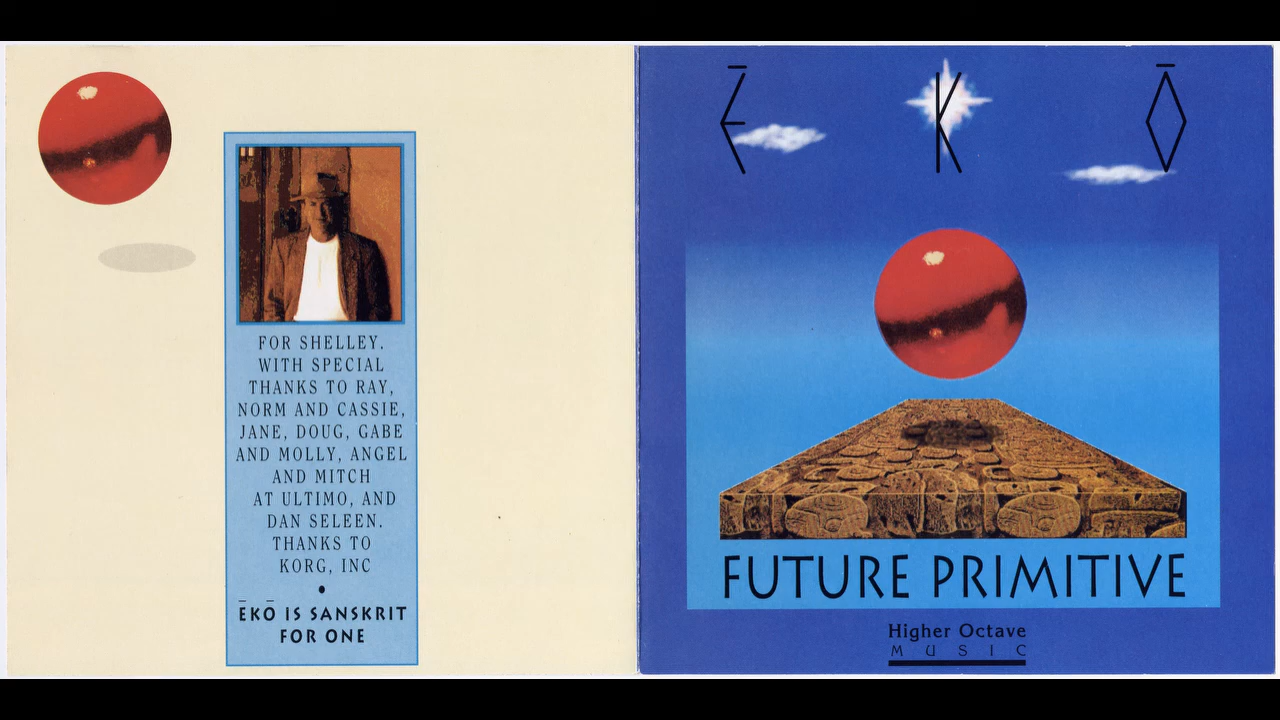 FOR SHELLEY.
WITH SPECIAL
THANKS TO RAY,
NORM AND CASSIE,
JANE, DOUG, GABE
AND MOLLY, ANGEL
AND MITCH
AT ULTIMO, AND
DAN SELEEN.
THANKS TO
KORG, INC
•
ĒKŌ IS SANSKRIT
FOR ONE
ĒKŌ
FUTURE PRIMITIVE
Higher Octave
MUSIC